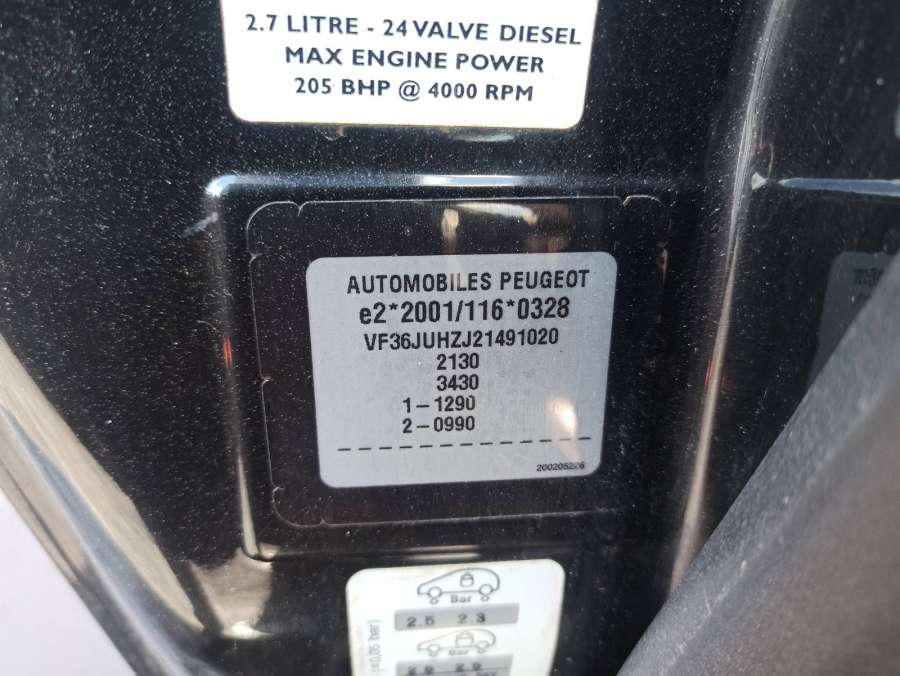 2.7 LITRE - 24 VALVE DIESEL
MAX ENGINE POWER
205 BHP @ 4000 RPM
AUTOMOBILES PEUGEOT
e2*2001/116*0328
VF36JUHZJ21491020
2130
3430
1-1290
2-0990
Bar
2.5 2.3